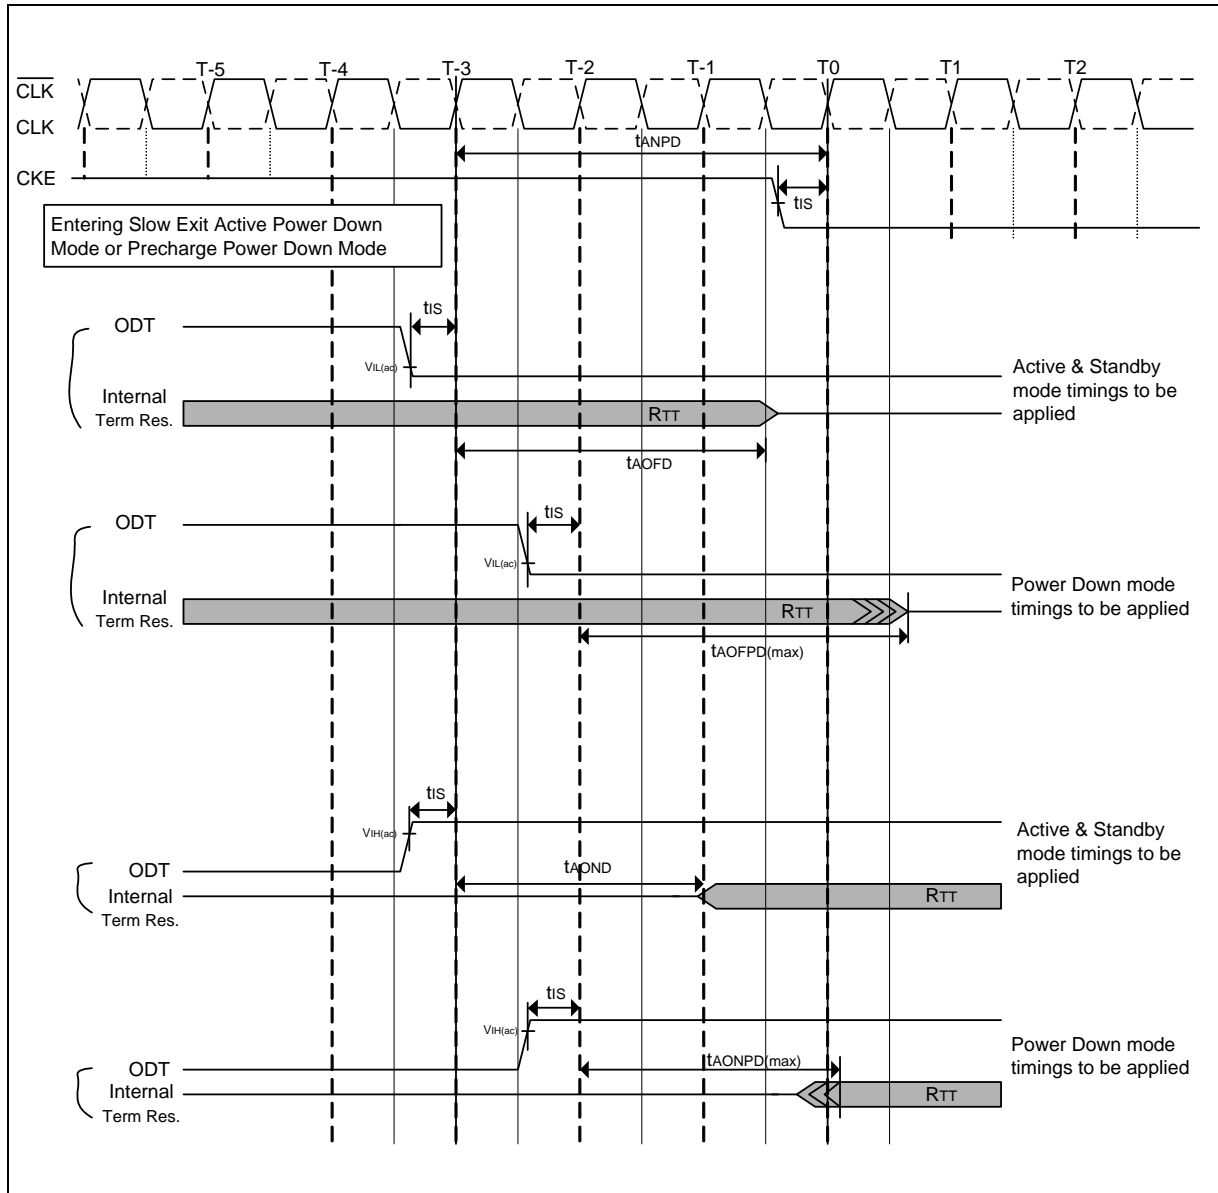 T-5 T-4 T-3 T-2 T-1 T0 T1 T2
CLK
CLK
tANPD
CKE
tIS
Entering Slow Exit Active Power Down
Mode or Precharge Power Down Mode
tIS
ODT
VIL(ac)
Active & Standby
mode timings to be
applied
Internal
Term Res.
RTT
tAOFD
ODT
tIS
VIL(ac)
Power Down mode
timings to be applied
Internal
Term Res.
RTT
tAOFPD(max)
tIS
VIH(ac)
Active & Standby
mode timings to be
applied
ODT
tAOND
Internal
Term Res.
RTT
tIS
VIH(ac)
Power Down mode
timings to be applied
ODT
tAONPD(max)
Internal
Term Res.
RTT